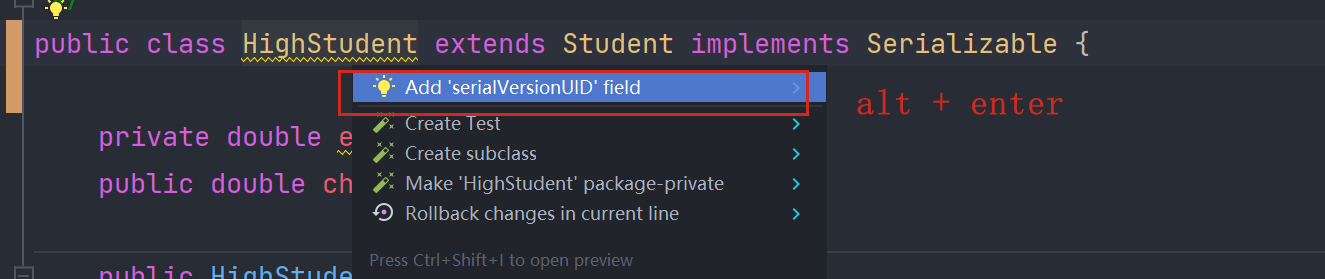 public class HighStudent extends Student implements Serializable {
Add 'serialVersionUID' field
alt + enter
Create Test
private double e
Create subclass
public double ch
Make 'HighStudent' package-private
Rollback changes in current line
Press Ctrl+Shift+I to open preview
public HighStude